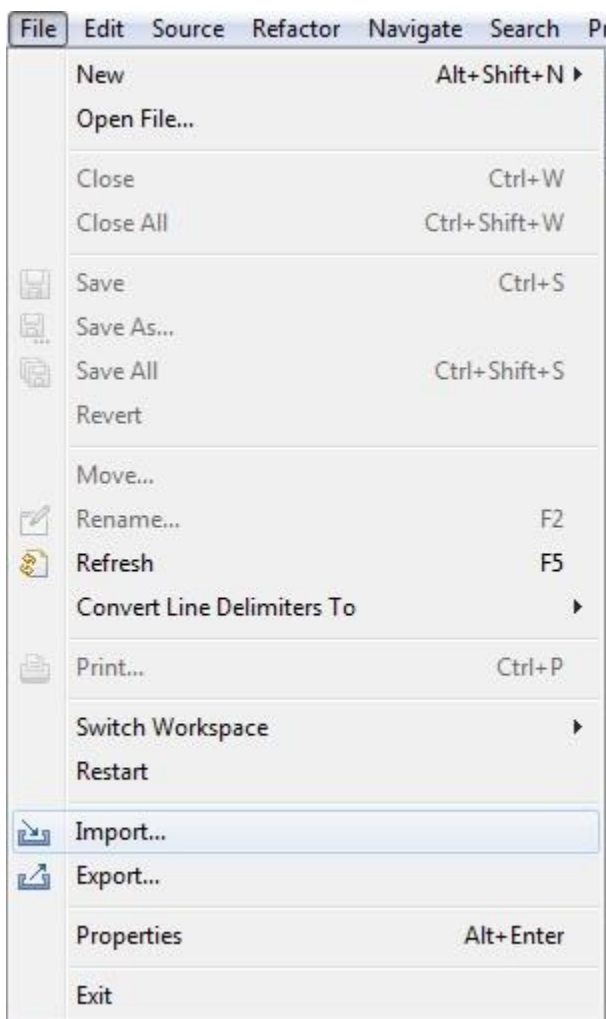 File Edit Source Refactor Navigate Search
New Alt+Shift+N
Open File...
Close Ctrl+W
Close All Ctrl+Shift+W
Save Ctrl+S
Save As...
Save All Ctrl+Shift+S
Revert
Move...
Rename... F2
Refresh F5
Convert Line Delimiters To
Print... Ctrl+P
Switch Workspace
Restart
Import...
Export...
Properties Alt+Enter
Exit